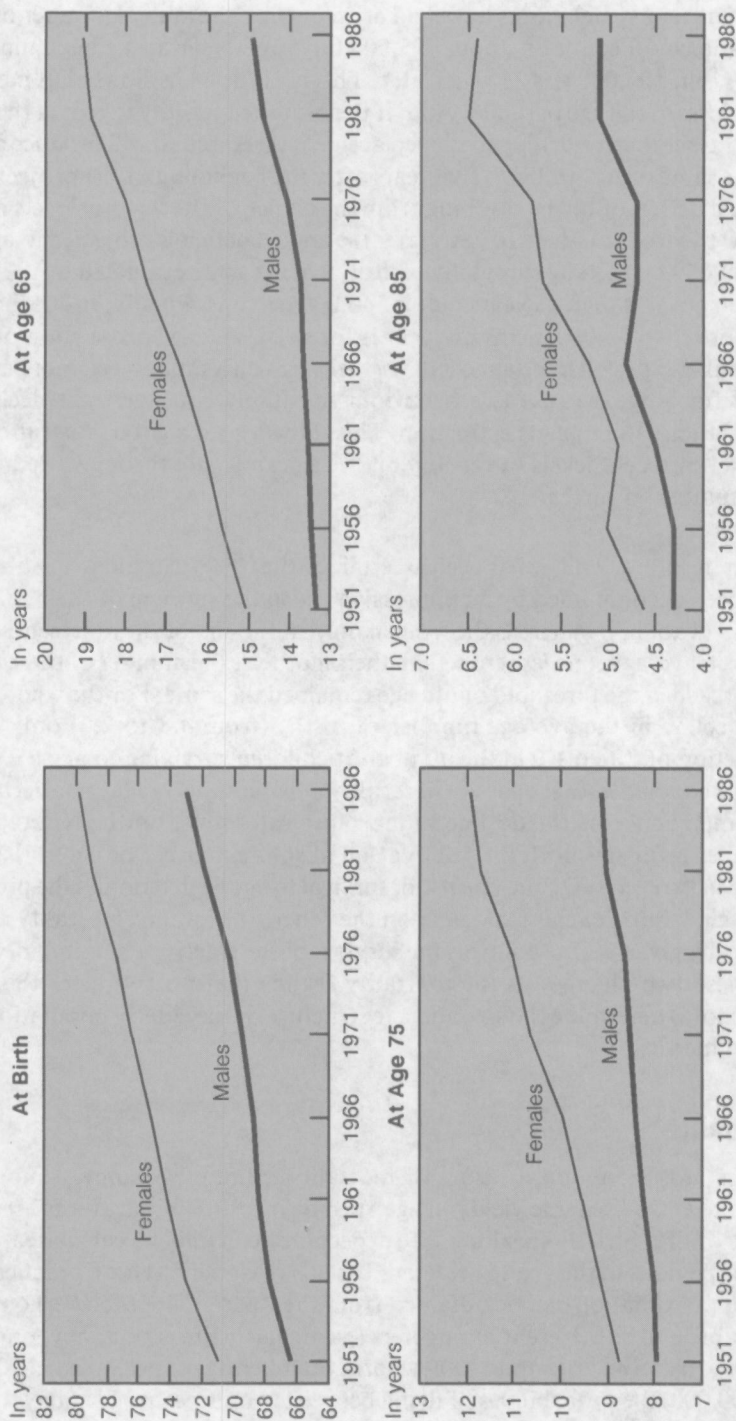 At Birth
In years
82
80
78
76
74
72
70
68
66
64
Females
Males
1951 1956 1961 1966 1971 1976 1981 1986
At Age 65
In years
20
19
18
17
16
15
14
13
Females
Males
1951 1956 1961 1966 1971 1976 1981 1986
At Age 75
In years
13
12
11
10
9
8
7
Females
Males
1951 1956 1961 1966 1971 1976 1981 1986
At Age 85
In years
7.0
6.5
6.0
5.5
5.0
4.5
4.0
Females
Males
1951 1956 1961 1966 1971 1976 1981 1986